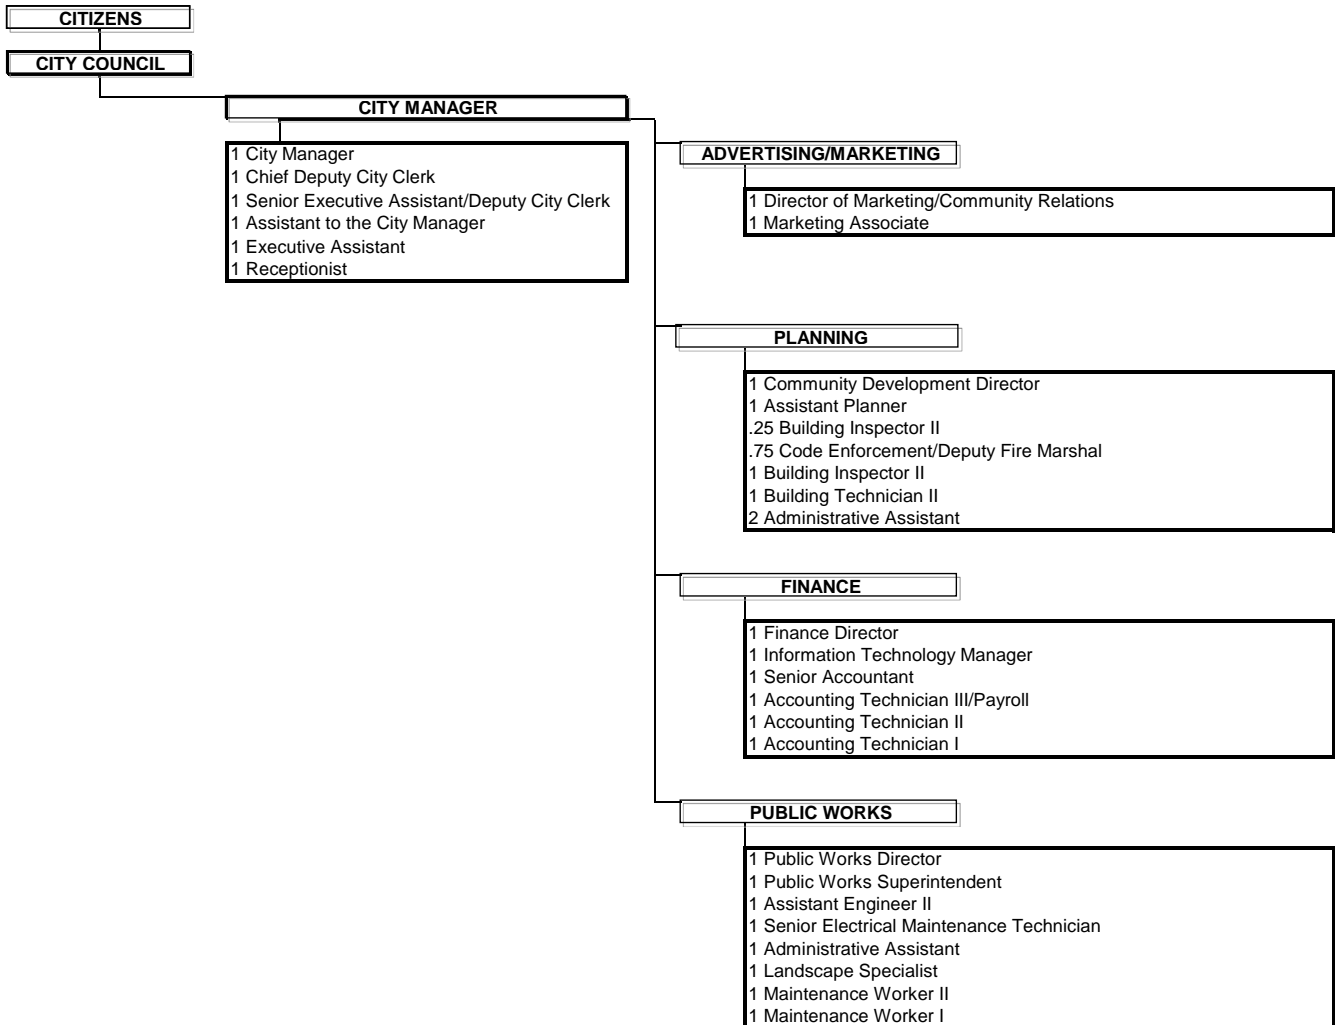 CITIZENS
CITY COUNCIL
CITY MANAGER
1 City Manager
1 Chief Deputy City Clerk
1 Senior Executive Assistant/Deputy City Clerk
1 Assistant to the City Manager
1 Executive Assistant
1 Receptionist
ADVERTISING/MARKETING
1 Director of Marketing/Community Relations
1 Marketing Associate
PLANNING
1 Community Development Director
1 Assistant Planner
.25 Building Inspector II
.75 Code Enforcement/Deputy Fire Marshal
1 Building Inspector II
1 Building Technician II
2 Administrative Assistant
FINANCE
1 Finance Director
1 Information Technology Manager
1 Senior Accountant
1 Accounting Technician III/Payroll
1 Accounting Technician II
1 Accounting Technician I
PUBLIC WORKS
1 Public Works Director
1 Public Works Superintendent
1 Assistant Engineer II
1 Senior Electrical Maintenance Technician
1 Administrative Assistant
1 Landscape Specialist
1 Maintenance Worker II
1 Maintenance Worker I